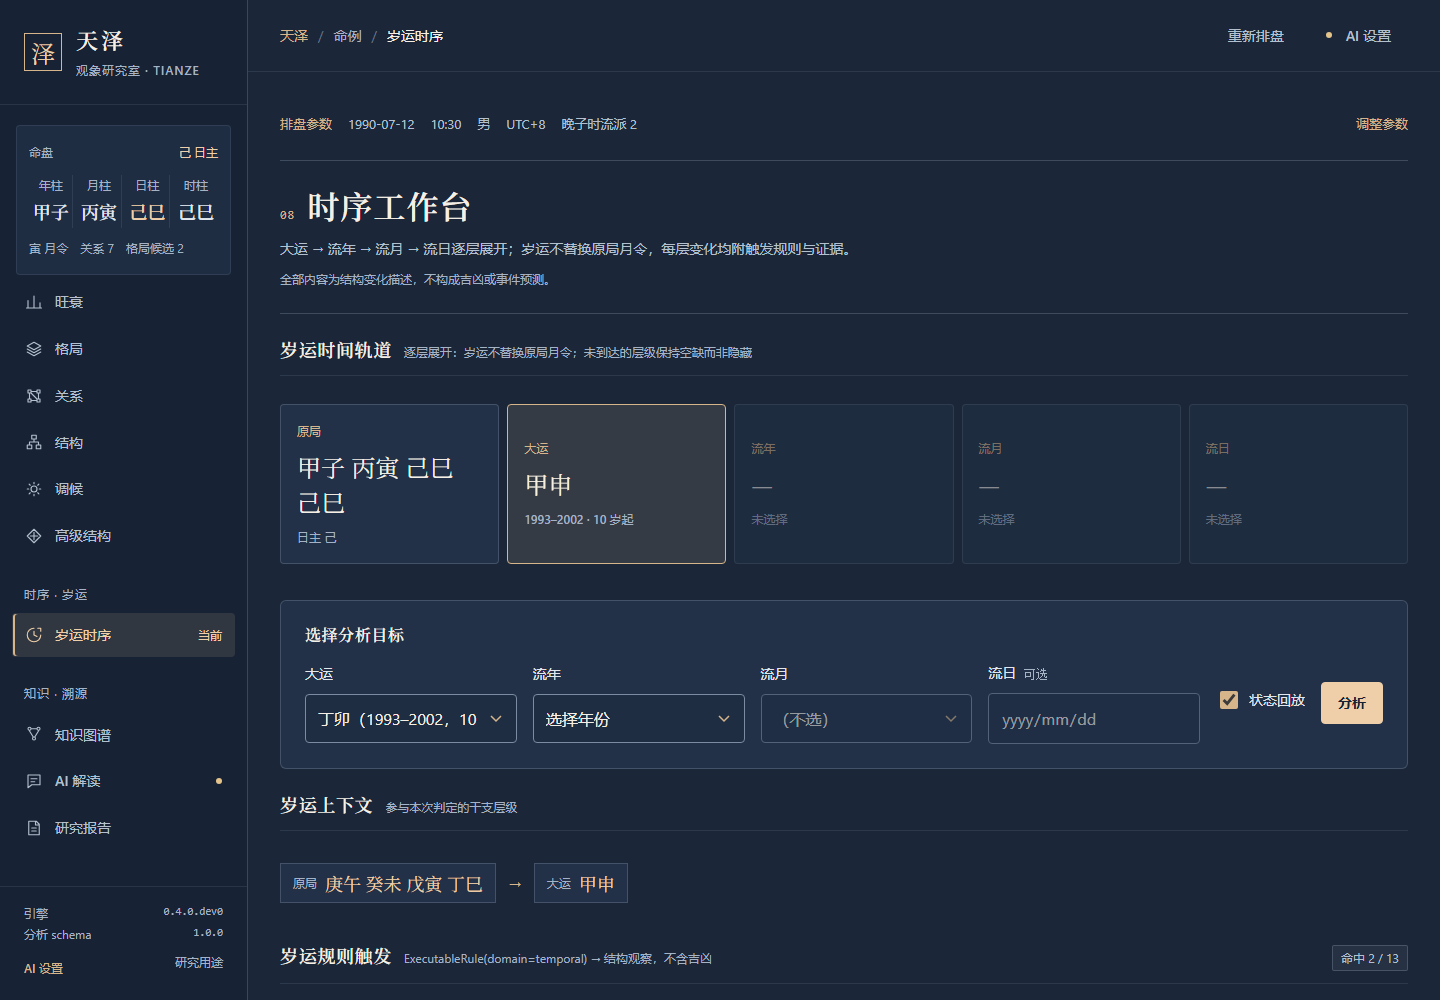 泽
天泽
观象研究室 · TIANZE
命盘 己 日主
年柱 月柱 日柱 时柱
甲子 丙寅 己巳 己巳
寅 月令 关系 7 格局候选 2
旺衰
格局
关系
结构
调候
高级结构
时序 · 岁运
岁运时序 当前
知识 · 溯源
知识图谱
AI 解读
研究报告
引擎 0.4.0.dev0
分析 schema 1.0.0
AI 设置 研究用途
天泽 / 命例 / 岁运时序
重新排盘 AI 设置
排盘参数 1990-07-12 10:30 男 UTC+8 晚子时流派 2 调整参数
08 时序工作台
大运 → 流年 → 流月 → 流日逐层展开；岁运不替换原局月令，每层变化均附触发规则与证据。
全部内容为结构变化描述，不构成吉凶或事件预测。
岁运时间轨道 逐层展开：岁运不替换原局月令；未到达的层级保持空缺而非隐藏
原局
甲子 丙寅 己巳
己巳
日主 己
大运
甲申
1993–2002 · 10 岁起
流年
—
未选择
流月
—
未选择
流日
—
未选择
选择分析目标
大运 流年 流月 流日 可选
丁卯（1993–2002，10 选择年份 （不选） yyyy/mm/dd 状态回放 分析
岁运上下文 参与本次判定的干支层级
原局 庚午 癸未 戊寅 丁巳 → 大运 甲申
岁运规则触发 ExecutableRule(domain=temporal) → 结构观察，不含吉凶 命中 2 / 13